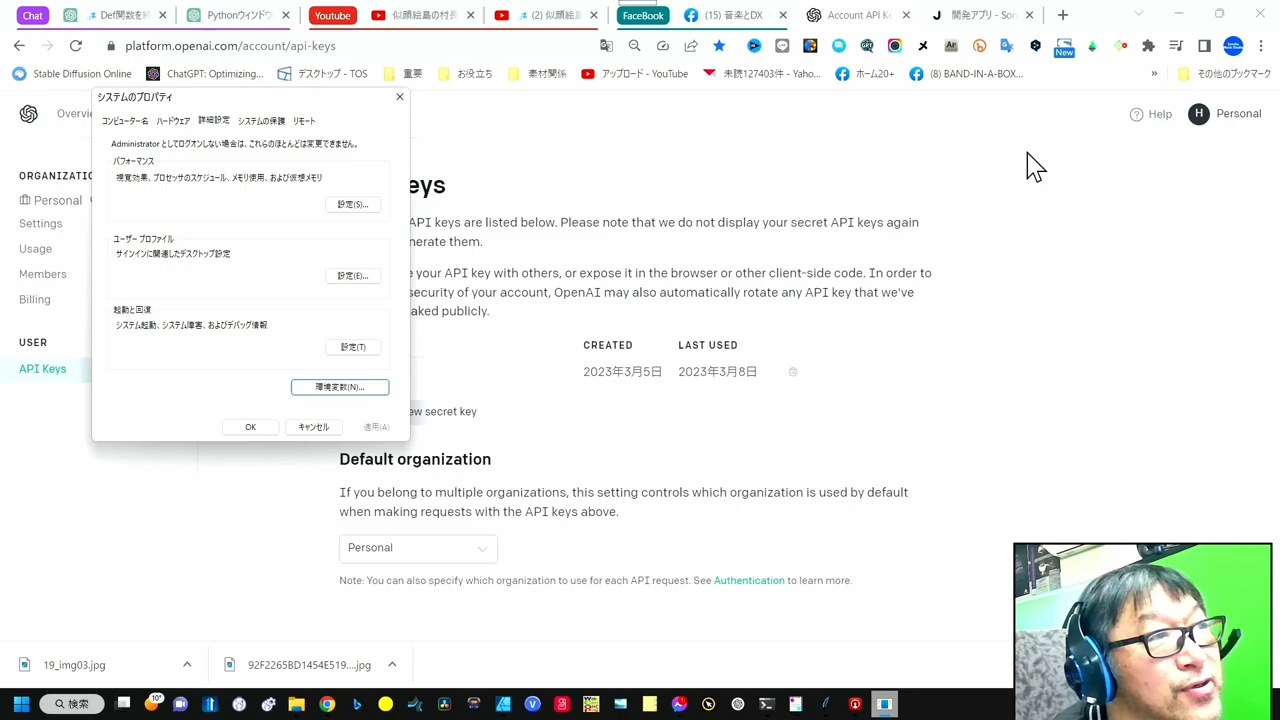 Chat
Def関数を終
Pythonウィンドウ
Youtube
似顔絵島の村長
(2) 似顔絵島
FaceBook
(15) 音楽とDX
Account API Ke
開発アプリ - Son
platform.openai.com/account/api-keys
New
Stable Diffusion Online
ChatGPT: Optimizing...
デスクトップ - TOS
重要
お役立ち
素材関係
アップロード - YouTube
未読127403件 - Yaho...
ホーム20+
(8) BAND-IN-A-BOX...
»
その他のブックマーク
システムのプロパティ
コンピューター名
ハードウェア
詳細設定
システムの保護
リモート
Administrator としてログオンしない場合は、これらのほとんどは変更できません。
パフォーマンス
視覚効果、プロセッサのスケジュール、メモリ使用、および仮想メモリ
設定(S)...
ユーザー プロファイル
サインインに関連したデスクトップ設定
設定(E)...
起動と回復
システム起動、システム障害、およびデバッグ情報
設定(T)
環境変数(N)...
OK
キャンセル
適用(A)
Overvi
Help
H
Personal
ORGANIZATIO
Personal
Settings
Usage
Members
Billing
USER
API Keys
eys
API keys are listed below. Please note that we do not display your secret API keys again
nerate them.
e your API key with others, or expose it in the browser or other client-side code. In order to
security of your account, OpenAI may also automatically rotate any API key that we've
aked publicly.
CREATED
LAST USED
2023年3月5日
2023年3月8日
ew secret key
Default organization
If you belong to multiple organizations, this setting controls which organization is used by default
when making requests with the API keys above.
Personal
Note: You can also specify which organization to use for each API request. See Authentication to learn more.
19_img03.jpg
92F2265BD1454E519....jpg
検索
10°